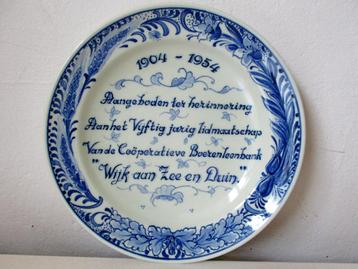 1904 - 1954
Aangeboden ter herinnering
Aan het Vijftig jarig lidmaatschap
Van de Coöperatieve Boerenleenbank
"Wijk aan Zee en Duin."